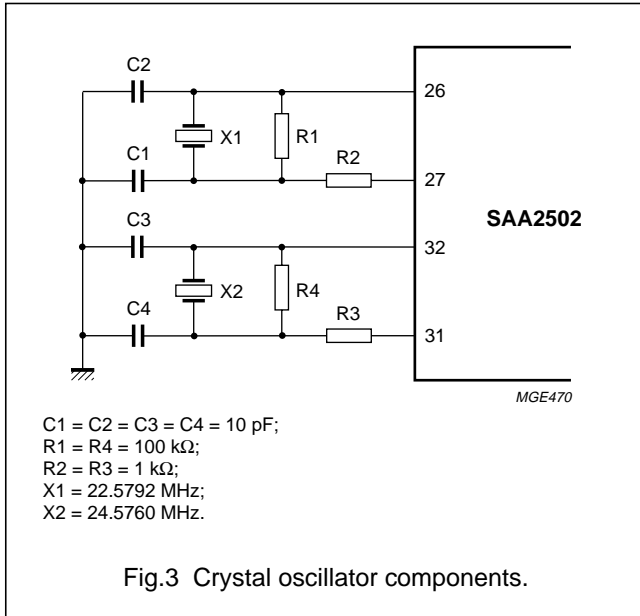 C2
26
X1
R1
C1
R2
27
SAA2502
C3
32
X2
R4
C4
R3
31
MGE470
C1 = C2 = C3 = C4 = 10 pF;
R1 = R4 = 100 kΩ;
R2 = R3 = 1 kΩ;
X1 = 22.5792 MHz;
X2 = 24.5760 MHz.
Fig.3 Crystal oscillator components.